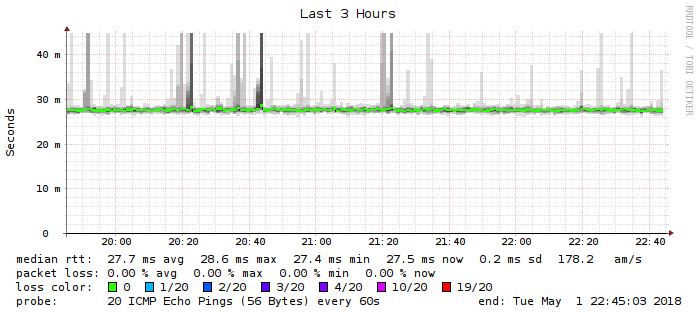 Last 3 Hours
RRDTOOL / TOBI OETIKER
Seconds
40 m
30 m
20 m
10 m
0
20:00 20:20 20:40 21:00 21:20 21:40 22:00 22:20 22:40
median rtt: 27.7 ms avg 28.6 ms max 27.4 ms min 27.5 ms now 0.2 ms sd 178.2 am/s
packet loss: 0.00 % avg 0.00 % max 0.00 % min 0.00 % now
loss color: 0 1/20 2/20 3/20 4/20 10/20 19/20
probe: 20 ICMP Echo Pings (56 Bytes) every 60s end: Tue May 1 22:45:03 2018